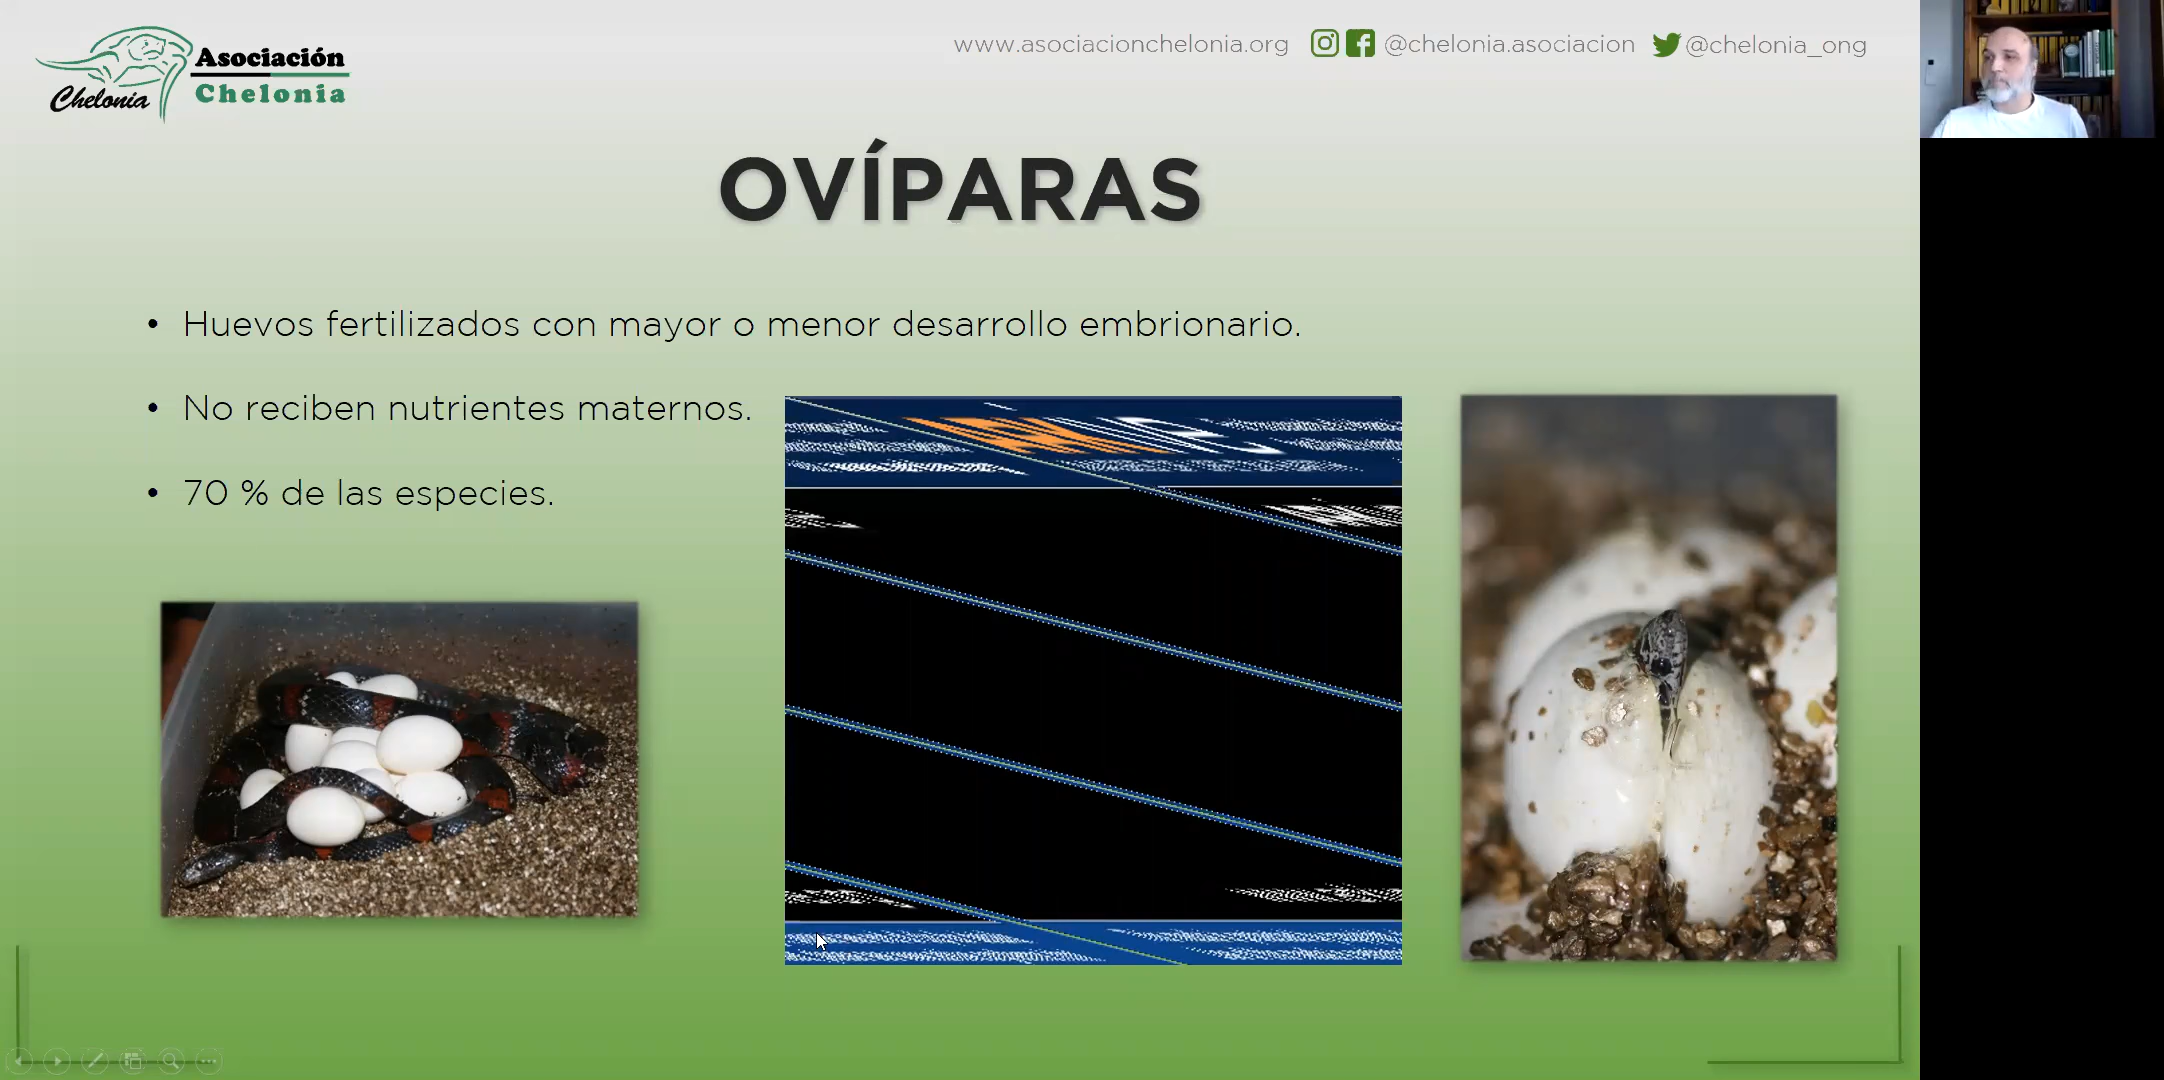 Chelonia
Asociación
Chelonia
www.asociacionchelonia.org
@chelonia.asociacion
@chelonia_ong
OVÍPARAS
• Huevos fertilizados con mayor o menor desarrollo embrionario.
• No reciben nutrientes maternos.
• 70 % de las especies.